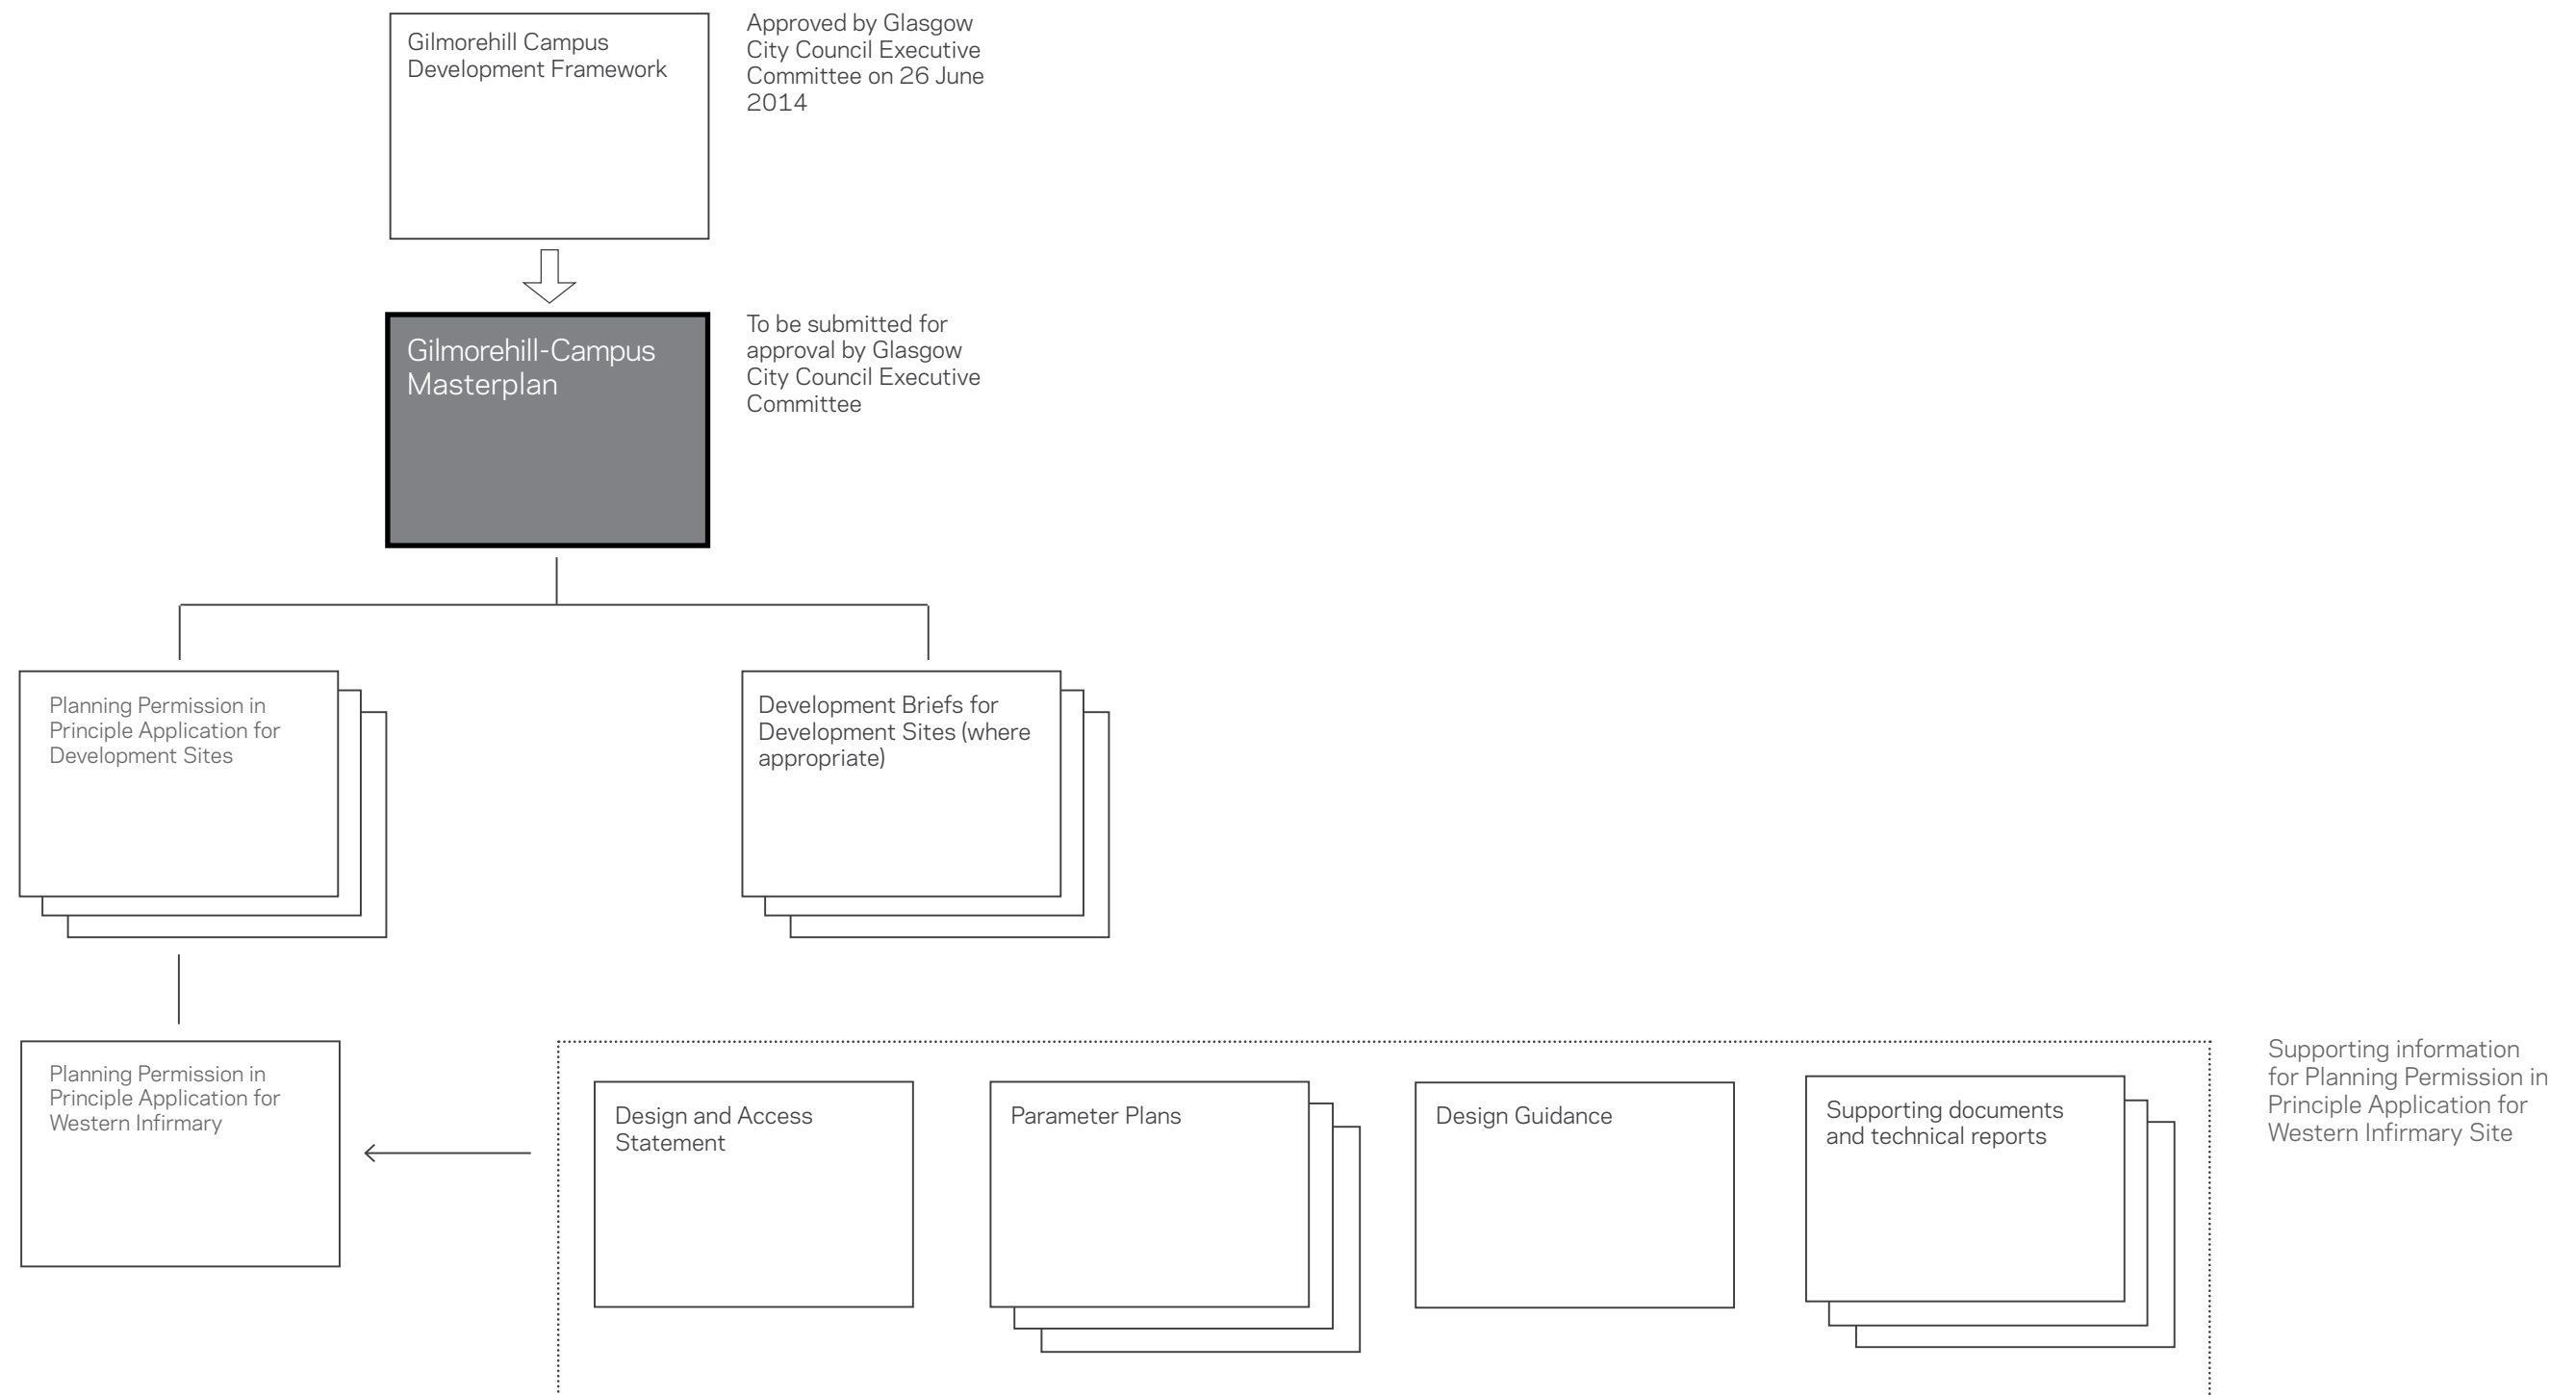 Gilmorehill Campus
Development Framework
Approved by Glasgow
City Council Executive
Committee on 26 June
2014
Gilmorehill-Campus
Masterplan
To be submitted for
approval by Glasgow
City Council Executive
Committee
Planning Permission in
Principle Application for
Development Sites
Development Briefs for
Development Sites (where
appropriate)
Planning Permission in
Principle Application for
Western Infirmary
Design and Access
Statement
Parameter Plans
Design Guidance
Supporting documents
and technical reports
Supporting information
for Planning Permission in
Principle Application for
Western Infirmary Site